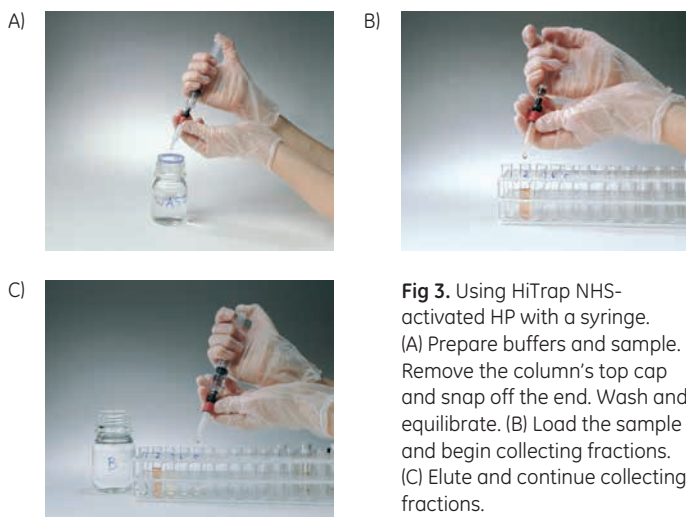 A)
B)
WAST
C)
B
Fig 3. Using HiTrap NHS-
activated HP with a syringe.
(A) Prepare buffers and sample.
Remove the column's top cap
and snap off the end. Wash and
equilibrate. (B) Load the sample
and begin collecting fractions.
(C) Elute and continue collecting
fractions.